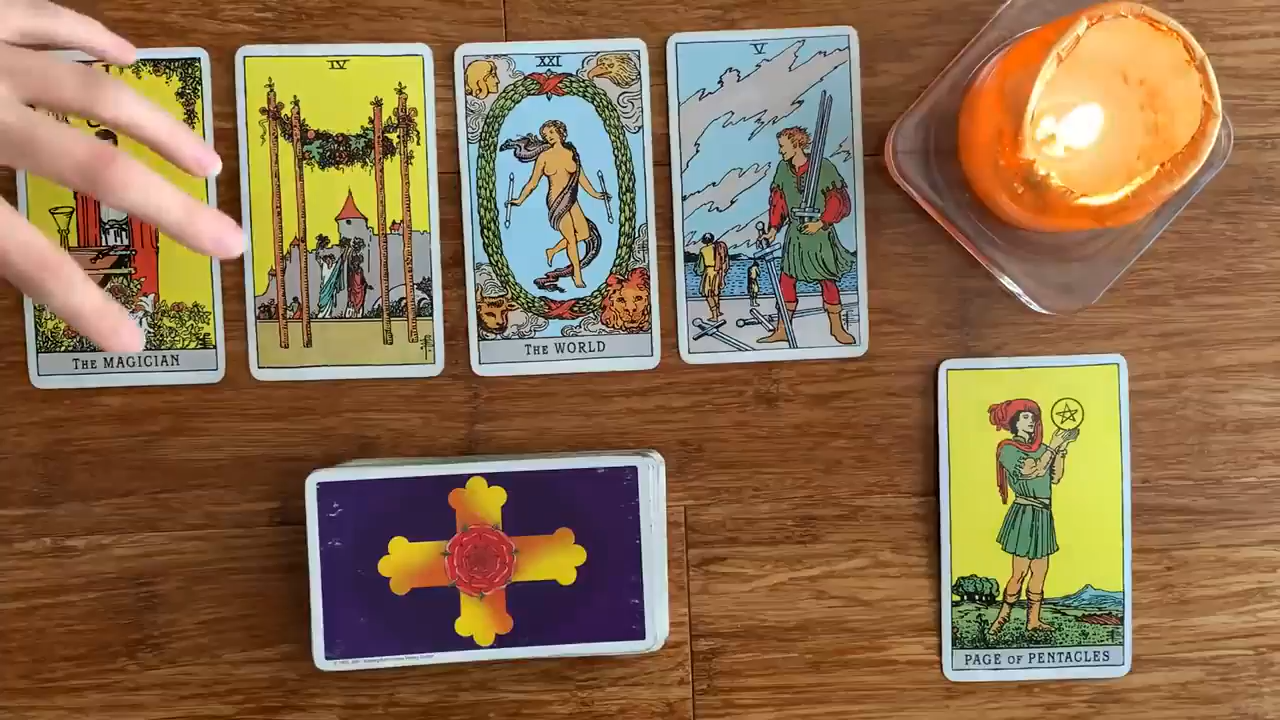 THE MAGICIAN
IV
XXI
THE WORLD
V
PAGE OF PENTACLES